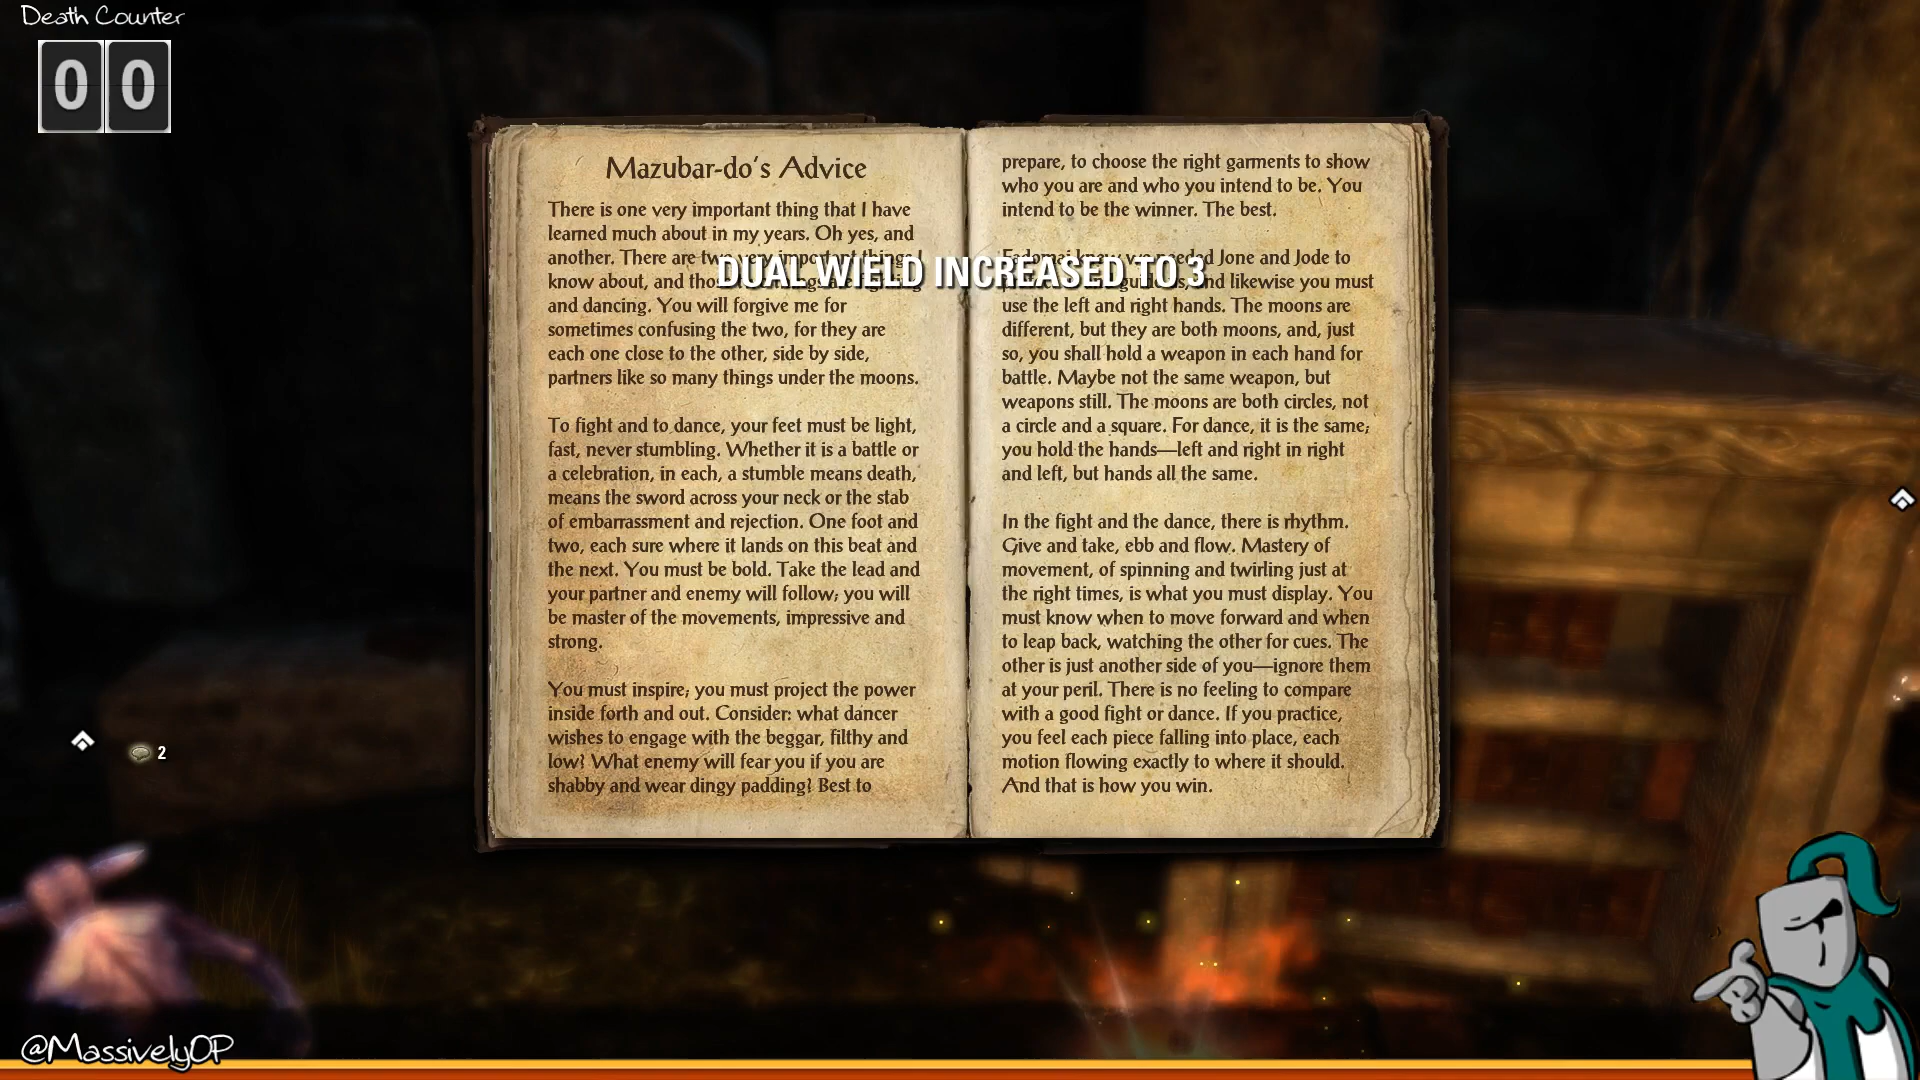 Death Counter
0 0
Mazubar-do's Advice
There is one very important thing that I have
learned much about in my years. Oh yes, and
another. There are two very important things I
know about, and
and dancing. You will forgive me for
sometimes confusing the two, for they are
each one close to the other, side by side,
partners like so many things under the moons.
To fight and to dance, your feet must be light,
fast, never stumbling. Whether it is a battle or
a celebration, in each, a stumble means death,
means the sword across your neck or the stab
of embarrassment and rejection. One foot and
two, each sure where it lands on this beat and
the next. You must be bold. Take the lead and
your partner and enemy will follow; you will
be master of the movements, impressive and
strong.
You must inspire; you must project the power
inside forth and out. Consider: what dancer
wishes to engage with the beggar, filthy and
low? What enemy will fear you if you are
shabby and wear dingy padding? Best to
prepare, to choose the right garments to show
who you are and who you intend to be. You
intend to be the winner. The best.
Jone and Jode to
and likewise you must
use the left and right hands. The moons are
different, but they are both moons, and, just
so, you shall hold a weapon in each hand for
battle. Maybe not the same weapon, but
weapons still. The moons are both circles, not
a circle and a square. For dance, it is the same;
you hold the hands—left and right in right
and left, but hands all the same.
In the fight and the dance, there is rhythm.
Give and take, ebb and flow. Mastery of
movement, of spinning and twirling just at
the right times, is what you must display. You
must know when to move forward and when
to leap back, watching the other for cues. The
other is just another side of you—ignore them
at your peril. There is no feeling to compare
with a good fight or dance. If you practice,
you feel each piece falling into place, each
motion flowing exactly to where it should.
And that is how you win.
DUAL WIELD INCREASED TO 3
2
@MassivelyOP